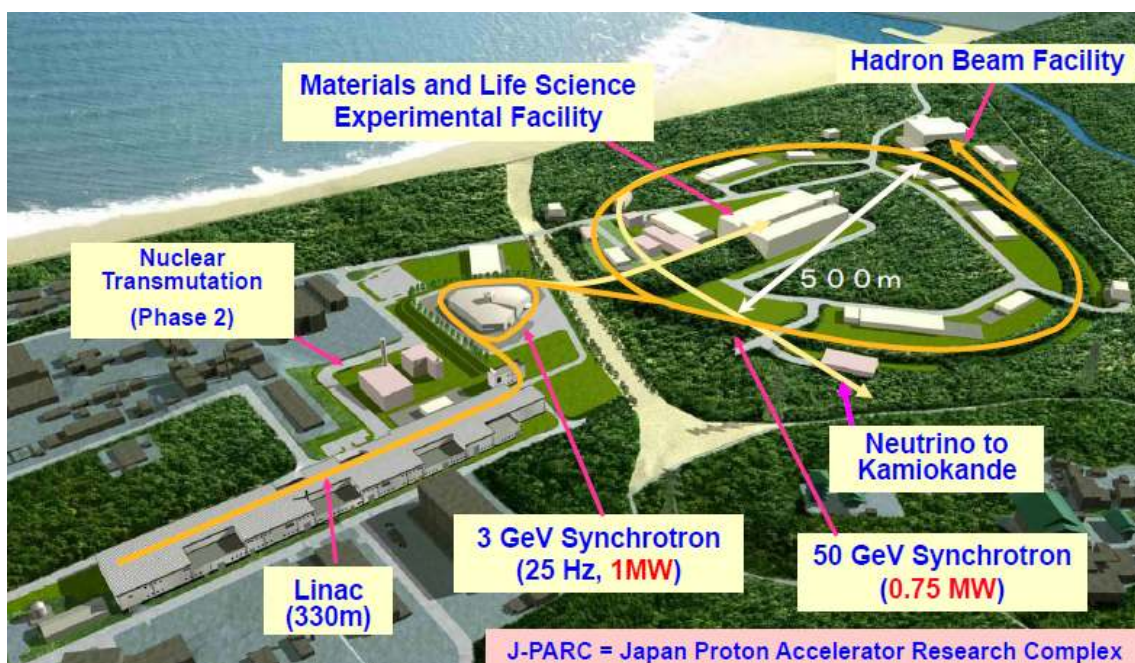 Hadron Beam Facility
Materials and Life Science
Experimental Facility
Nuclear
Transmutation
(Phase 2)
500m
Neutrino to
Kamiokande
3 GeV Synchrotron
(25 Hz, 1MW)
50 GeV Synchrotron
(0.75 MW)
Linac
(330m)
J-PARC = Japan Proton Accelerator Research Complex